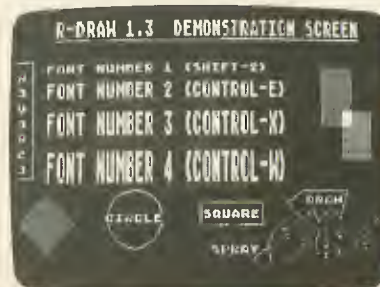 R-DRAW 1.3 DEMONSTRATION SCREEN
FONT NUMBER 1 (SHIFT-2)
FONT NUMBER 2 (CONTROL-E)
FONT NUMBER 3 (CONTROL-X)
FONT NUMBER 4 (CONTROL-W)
CIRCLE
SQUARE
DRAW
SPRAY